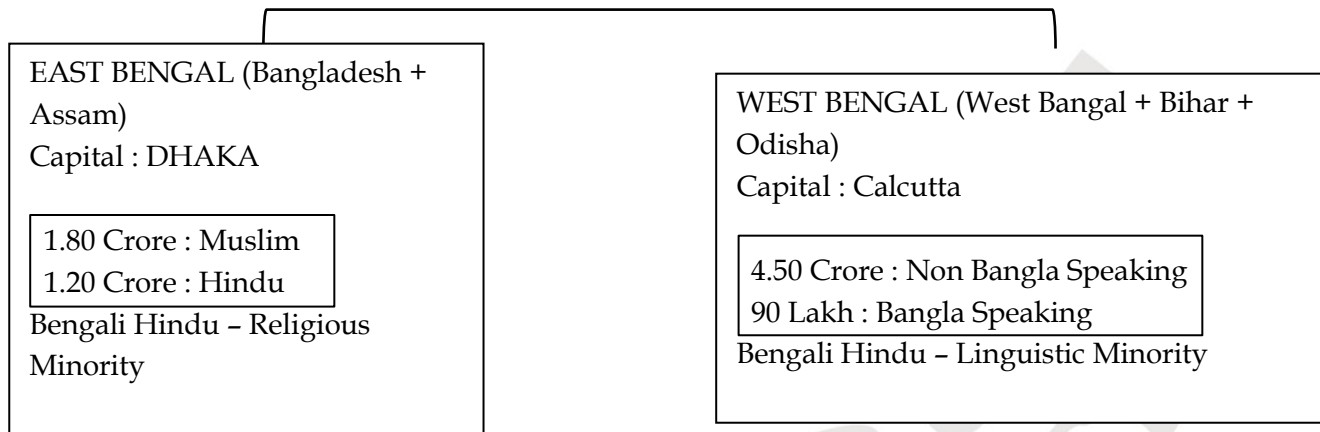 EAST BENGAL (Bangladesh +
Assam)
Capital : DHAKA
1.80 Crore : Muslim
1.20 Crore : Hindu
Bengali Hindu – Religious
Minority
WEST BENGAL (West Bangal + Bihar +
Odisha)
Capital : Calcutta
4.50 Crore : Non Bangla Speaking
90 Lakh : Bangla Speaking
Bengali Hindu – Linguistic Minority